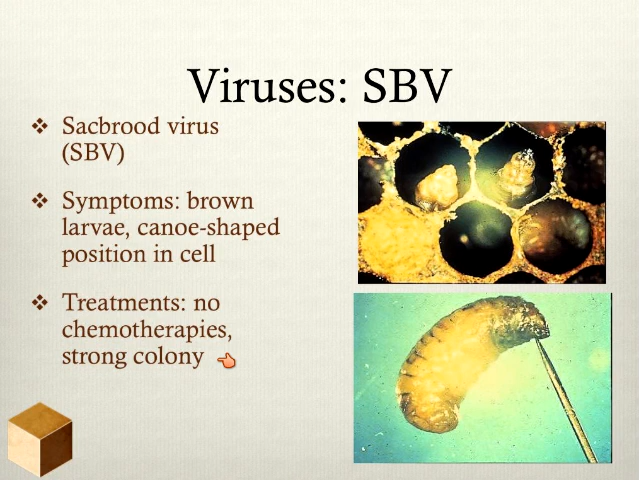 Viruses: SBV
❖ Sacbrood virus
(SBV)
❖ Symptoms: brown
larvae, canoe-shaped
position in cell
❖ Treatments: no
chemotherapies,
strong colony 👈